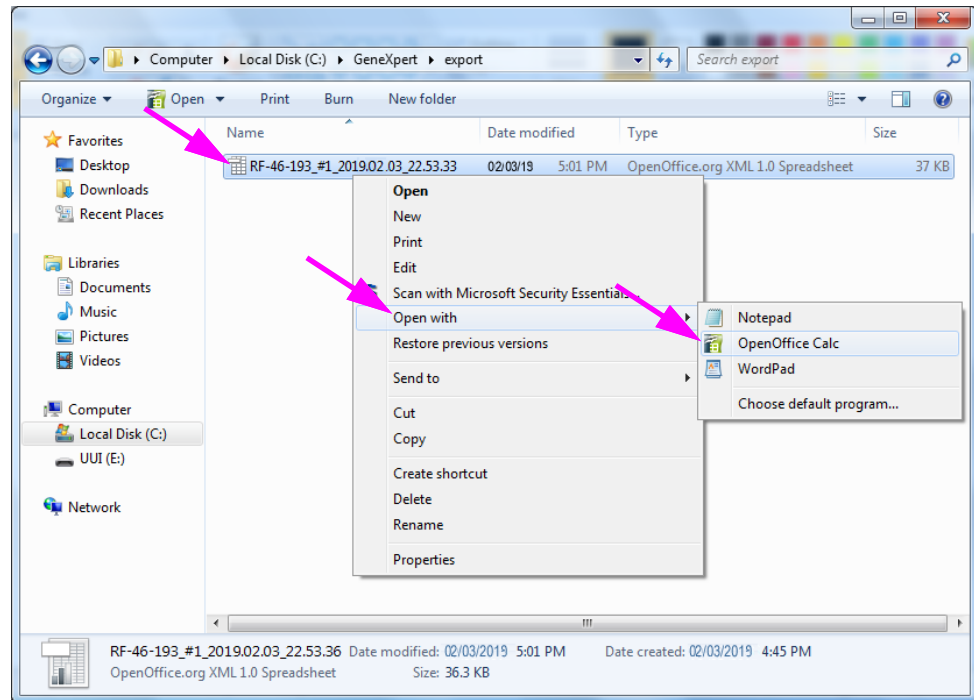 Computer Local Disk (C:) GeneXpert export Search export
Organize Open Print Burn New folder
Name Date modified Type Size
RF-46-193_#1_2019.02.03_22.53.33 02/03/19 5:01 PM OpenOffice.org XML 1.0 Spreadsheet 37 KB
Favorites
Desktop
Downloads
Recent Places
Libraries
Documents
Music
Pictures
Videos
Computer
Local Disk (C:)
UUI (E:)
Network
Open
New
Print
Edit
Scan with Microsoft Security Essentials...
Open with
Restore previous versions
Send to
Cut
Copy
Create shortcut
Delete
Rename
Properties
Notepad
OpenOffice Calc
WordPad
Choose default program...
RF-46-193_#1_2019.02.03_22.53.36 Date modified: 02/03/2019 5:01 PM Date created: 02/03/2019 4:45 PM
OpenOffice.org XML 1.0 Spreadsheet Size: 36.3 KB